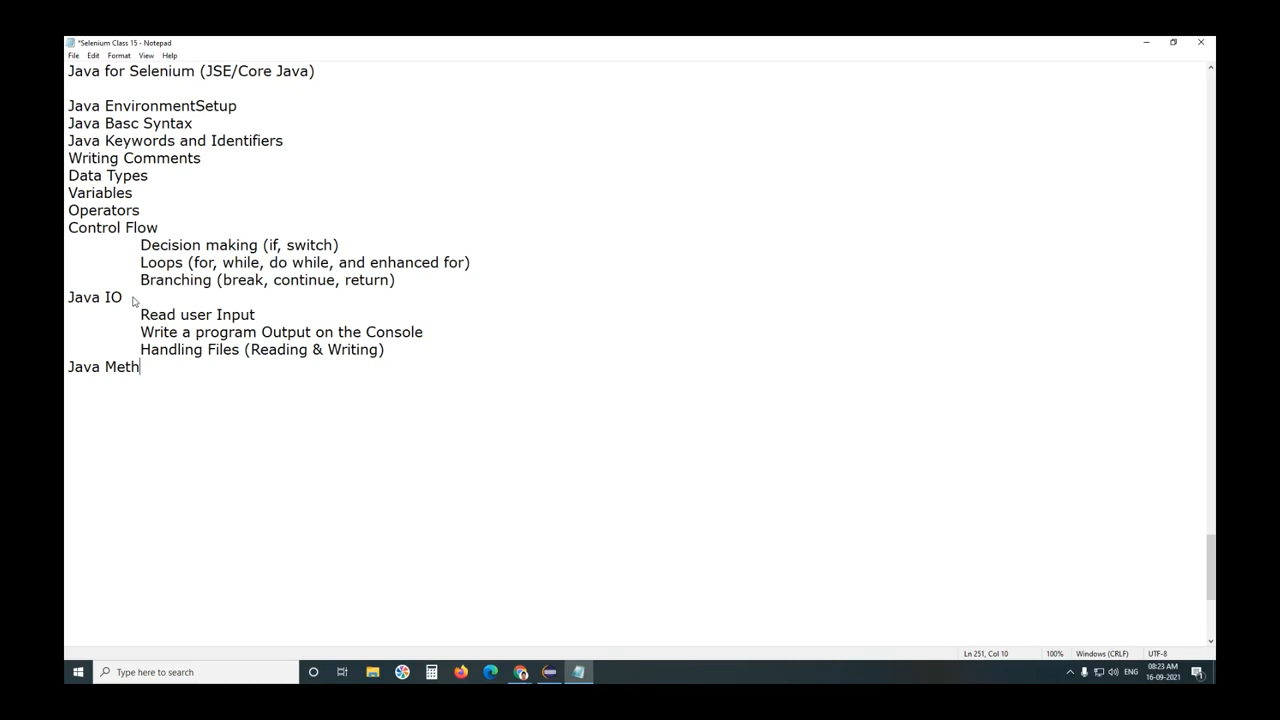 *Selenium Class 15 - Notepad
File Edit Format View Help
Java for Selenium (JSE/Core Java)
Java EnvironmentSetup
Java Basc Syntax
Java Keywords and Identifiers
Writing Comments
Data Types
Variables
Operators
Control Flow
Decision making (if, switch)
Loops (for, while, do while, and enhanced for)
Branching (break, continue, return)
Java IO
Read user Input
Write a program Output on the Console
Handling Files (Reading & Writing)
Java Meth
Ln 251, Col 10 100% Windows (CRLF) UTF-8
Type here to search
ENG
08:23 AM
16-09-2021